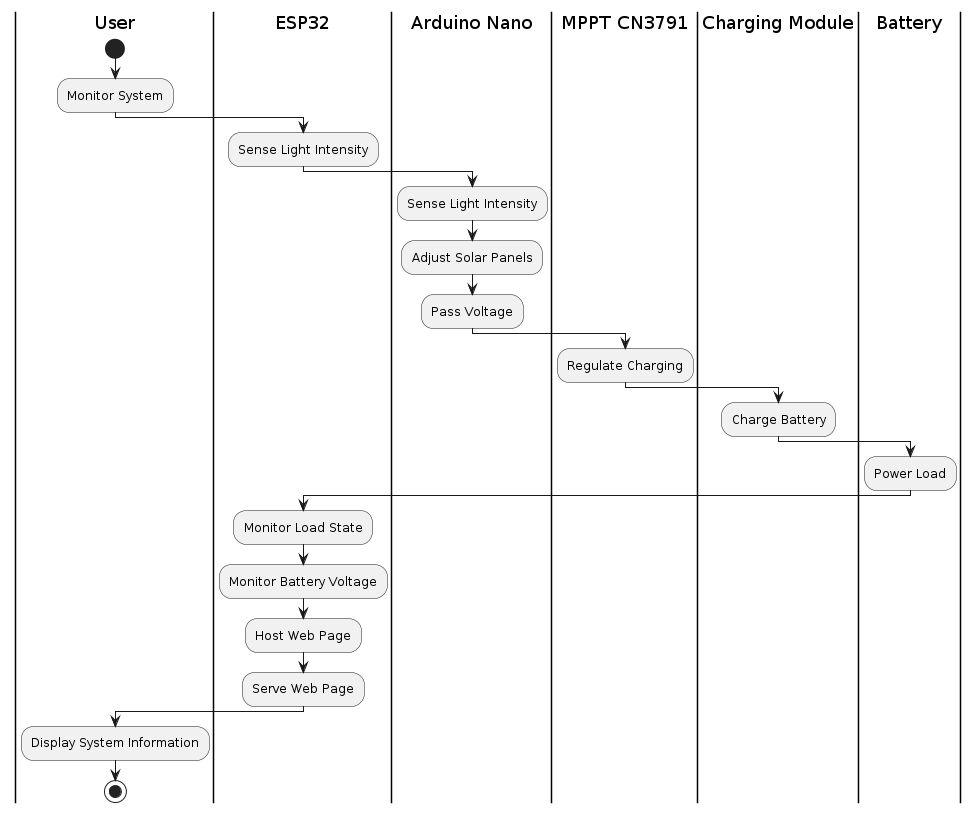 User
ESP32
Arduino Nano
MPPT CN3791
Charging Module
Battery
Monitor System
Sense Light Intensity
Sense Light Intensity
Adjust Solar Panels
Pass Voltage
Regulate Charging
Charge Battery
Power Load
Monitor Load State
Monitor Battery Voltage
Host Web Page
Serve Web Page
Display System Information